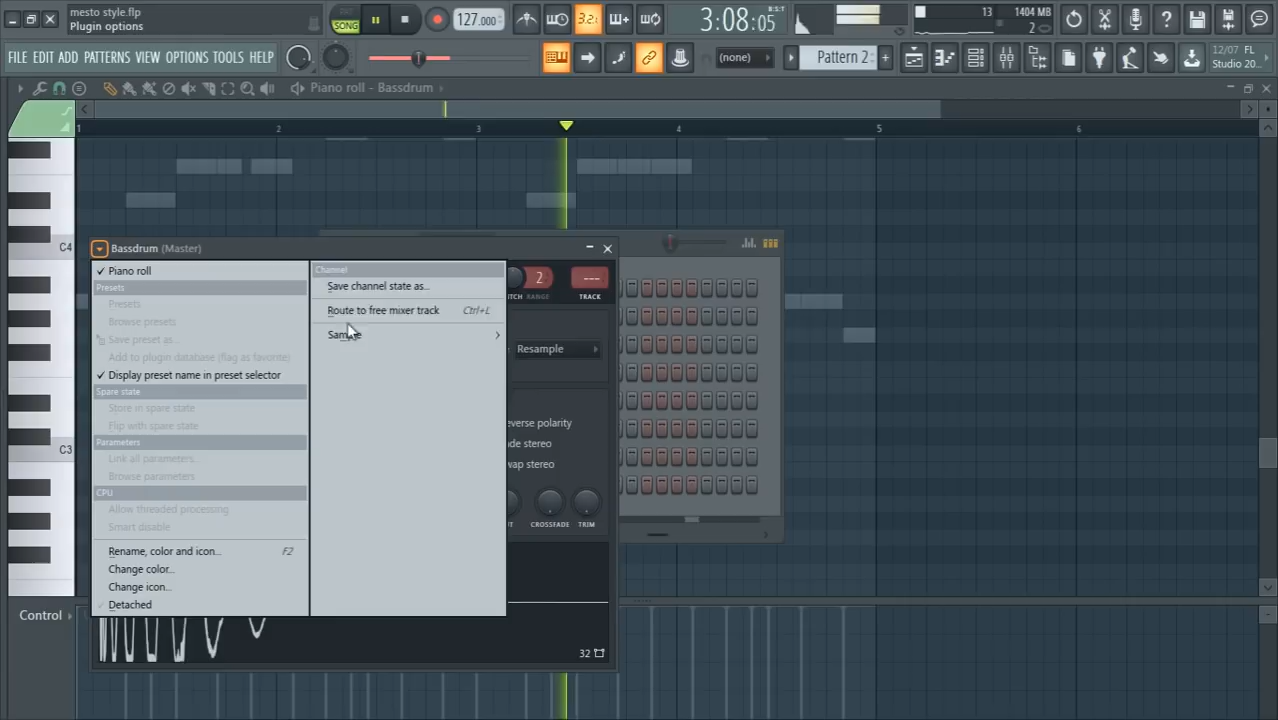 mesto style.flp
Plugin options
SONG
127.000
3.2:
3:08:05
B:S:T
13
1404 MB
2
FILE EDIT ADD PATTERNS VIEW OPTIONS TOOLS HELP
(none)
Pattern 2
12/07 FL
Studio 20...
Piano roll - Bassdrum
1
2
3
4
5
6
C4
C3
Bassdrum (Master)
Piano roll
Presets
Presets
Browse presets
Save preset as...
Add to plugin database (flag as favorite)
Display preset name in preset selector
Spare state
Store in spare state
Flip with spare state
Parameters
Link all parameters...
Browse parameters
CPU
Allow threaded processing
Smart disable
Rename, color and icon... F2
Change color...
Change icon...
Detached
Channel
Save channel state as...
Route to free mixer track Ctrl+L
2
---
RANGE
TRACK
Resample
CROSSFADE
TRIM
32
Control